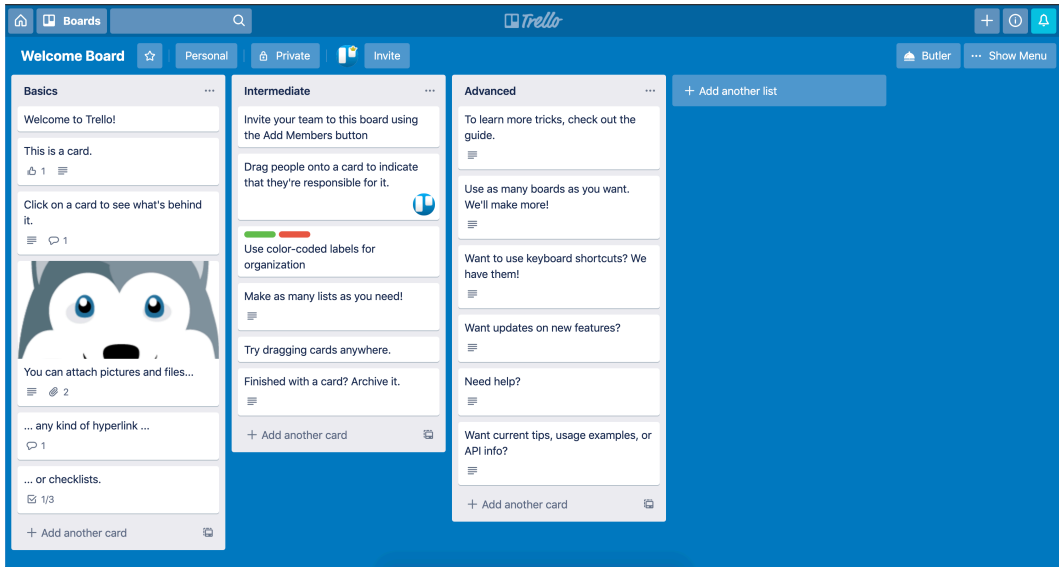 Boards
Trello
Welcome Board
Personal
Private
Invite
Butler
... Show Menu
Basics
Welcome to Trello!
This is a card.
1
Click on a card to see what's behind
it.
1
You can attach pictures and files...
2
... any kind of hyperlink ...
1
... or checklists.
1/3
+ Add another card
Intermediate
Invite your team to this board using
the Add Members button
Drag people onto a card to indicate
that they're responsible for it.
Use color-coded labels for
organization
Make as many lists as you need!
Try dragging cards anywhere.
Finished with a card? Archive it.
+ Add another card
Advanced
To learn more tricks, check out the
guide.
Use as many boards as you want.
We'll make more!
Want to use keyboard shortcuts? We
have them!
Want updates on new features?
Need help?
Want current tips, usage examples, or
API info?
+ Add another card
+ Add another list